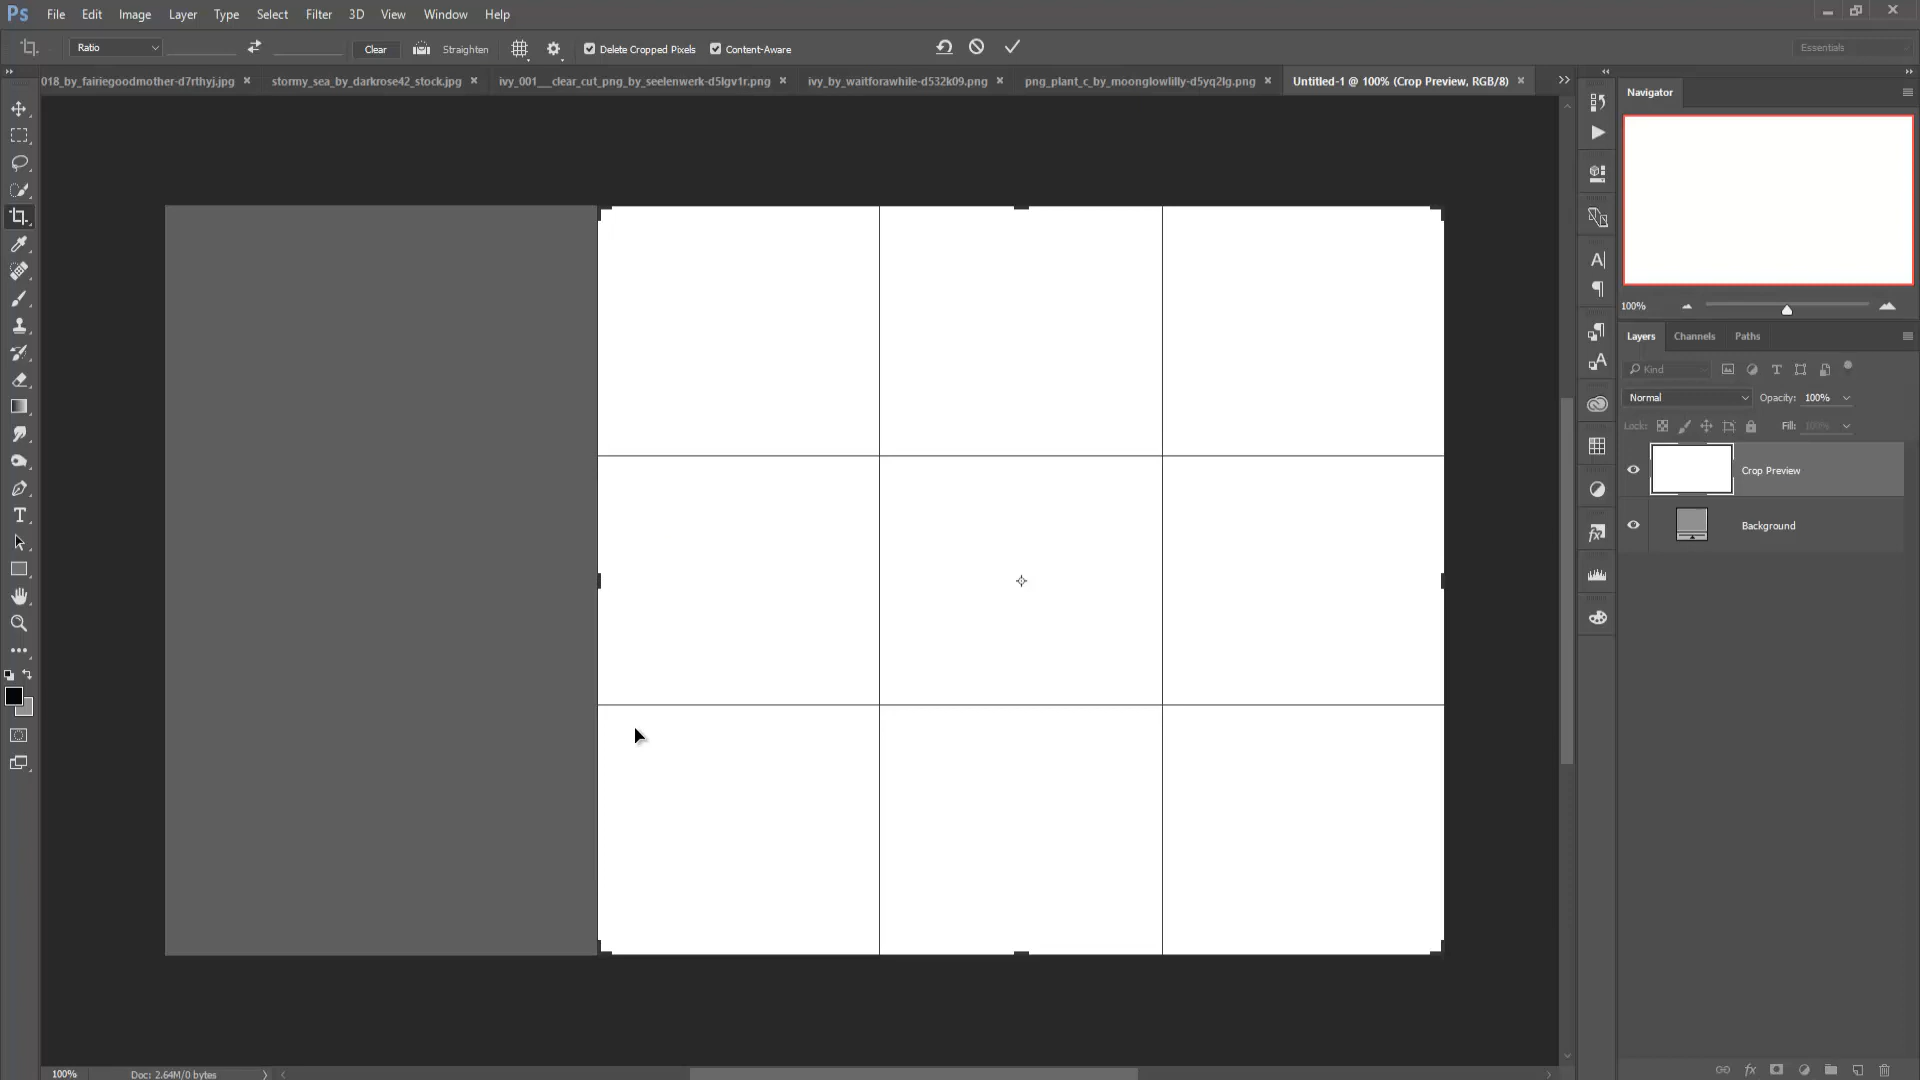 Ps File Edit Image Layer Type Select Filter 3D View Window Help
Ratio Clear Straighten Delete Cropped Pixels Content-Aware Essentials
018_by_fairiegoodmother-d7rthyj.jpg × stormy_sea_by_darkrose42_stock.jpg × ivy_001__clear_cut_png_by_seelenwerk-d5lgv1r.png × ivy_by_waitforawhile-d532k09.png × png_plant_c_by_moonglowlilly-d5yq2lg.png × Untitled-1 @ 100% (Crop Preview, RGB/8) ×
Navigator
100%
Layers Channels Paths
Kind
Normal Opacity: 100%
Lock: Fill: 100%
Crop Preview
Background
100% Doc: 2.64M/0 bytes